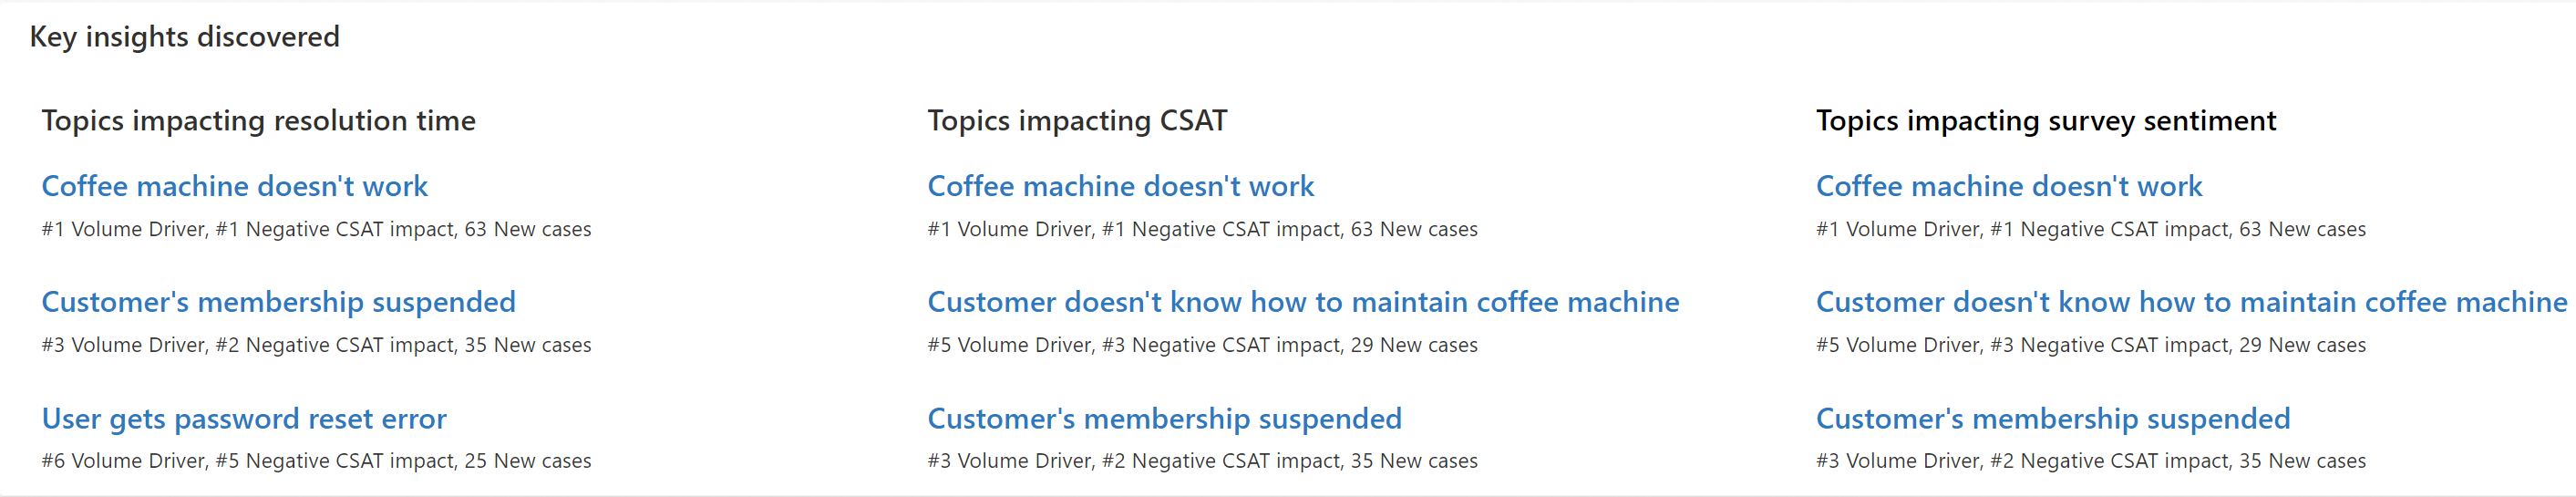 Key insights discovered
Topics impacting resolution time
Coffee machine doesn't work
#1 Volume Driver, #1 Negative CSAT impact, 63 New cases
Customer's membership suspended
#3 Volume Driver, #2 Negative CSAT impact, 35 New cases
User gets password reset error
#6 Volume Driver, #5 Negative CSAT impact, 25 New cases
Topics impacting CSAT
Coffee machine doesn't work
#1 Volume Driver, #1 Negative CSAT impact, 63 New cases
Customer doesn't know how to maintain coffee machine
#5 Volume Driver, #3 Negative CSAT impact, 29 New cases
Customer's membership suspended
#3 Volume Driver, #2 Negative CSAT impact, 35 New cases
Topics impacting survey sentiment
Coffee machine doesn't work
#1 Volume Driver, #1 Negative CSAT impact, 63 New cases
Customer doesn't know how to maintain coffee machine
#5 Volume Driver, #3 Negative CSAT impact, 29 New cases
Customer's membership suspended
#3 Volume Driver, #2 Negative CSAT impact, 35 New cases